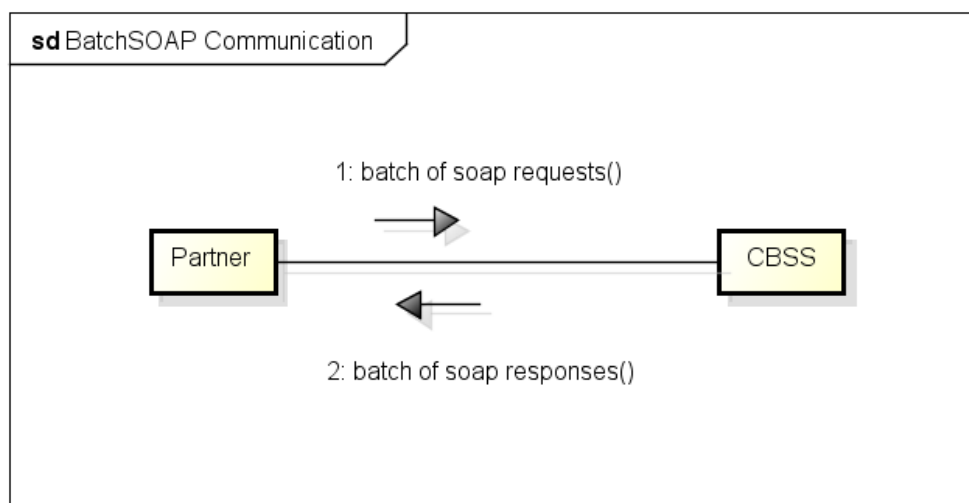 sd BatchSOAP Communication
1: batch of soap requests()
Partner
CBSS
2: batch of soap responses()